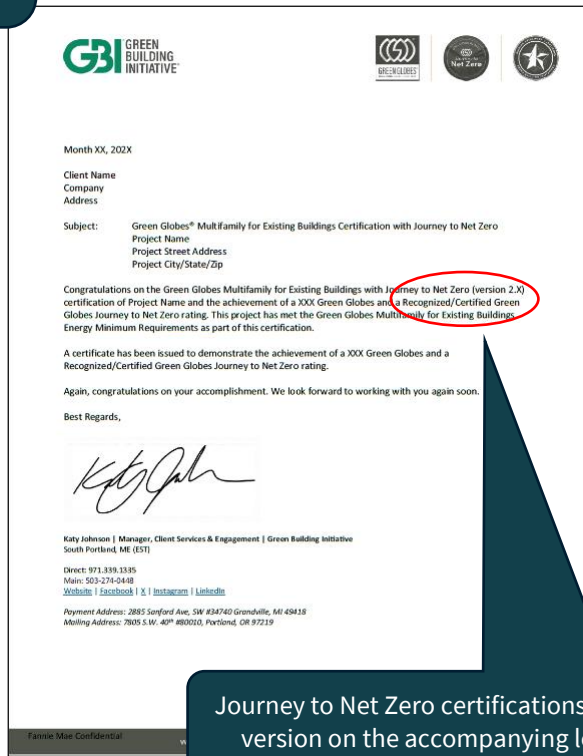 GBI GREEN
BUILDING
INITIATIVE
GREEN GLOBES
Net Zero
Month XX, 202X
Client Name
Company
Address
Subject: Green Globes® Multifamily for Existing Buildings Certification with Journey to Net Zero
Project Name
Project Street Address
Project City/State/Zip
Congratulations on the Green Globes Multifamily for Existing Buildings with Journey to Net Zero (version 2.X)
certification of Project Name and the achievement of a XXX Green Globes and a Recognized/Certified Green
Globes Journey to Net Zero rating. This project has met the Green Globes Multifamily for Existing Buildings
Energy Minimum Requirements as part of this certification.
A certificate has been issued to demonstrate the achievement of a XXX Green Globes and a
Recognized/Certified Green Globes Journey to Net Zero rating.
Again, congratulations on your accomplishment. We look forward to working with you again soon.
Best Regards,
Katy Johnson | Manager, Client Services & Engagement | Green Building Initiative
South Portland, ME (EST)
Direct: 971.339.1335
Main: 503-274-0448
Website | Facebook | X | Instagram | LinkedIn
Payment Address: 2885 Sanford Ave, SW #34740 Grandville, MI 49418
Mailing Address: 7805 S.W. 40th #80010, Portland, OR 97219
Journey to Net Zero certifications
version on the accompanying
Fannie Mae Confidential